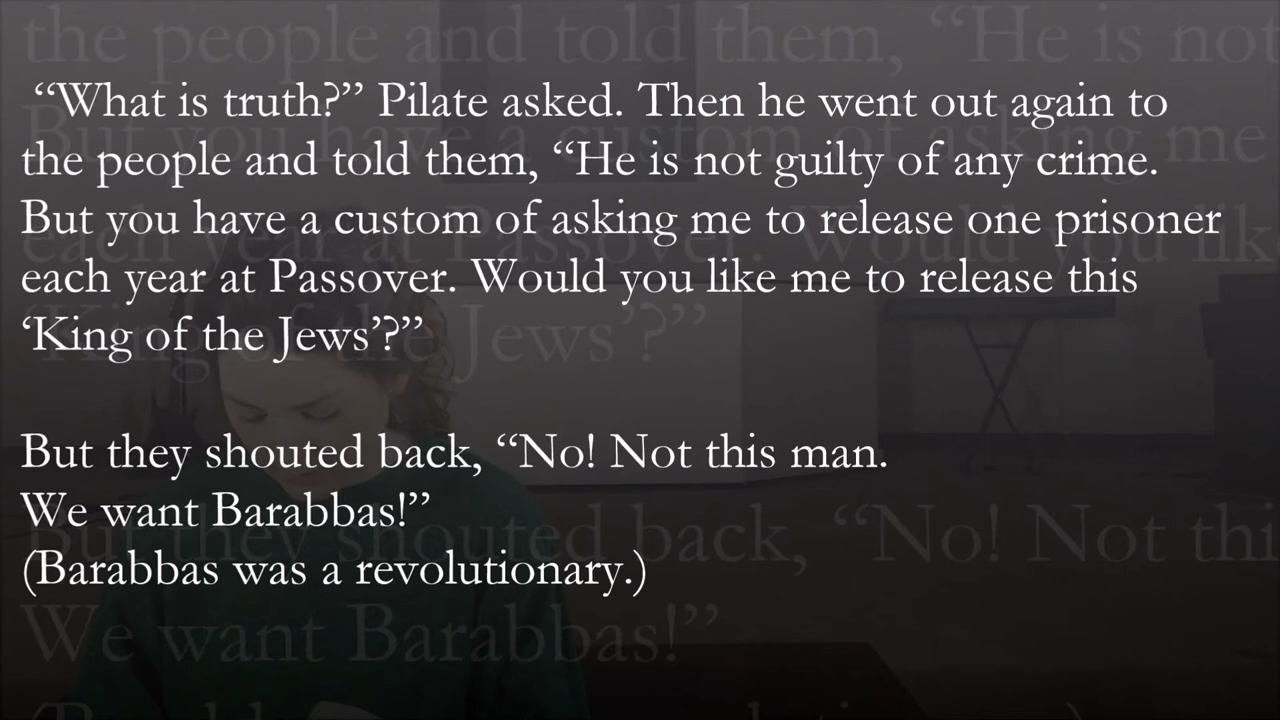 “What is truth?” Pilate asked. Then he went out again to
the people and told them, “He is not guilty of any crime.
But you have a custom of asking me to release one prisoner
each year at Passover. Would you like me to release this
‘King of the Jews’?”
But they shouted back, “No! Not this man.
We want Barabbas!”
(Barabbas was a revolutionary.)